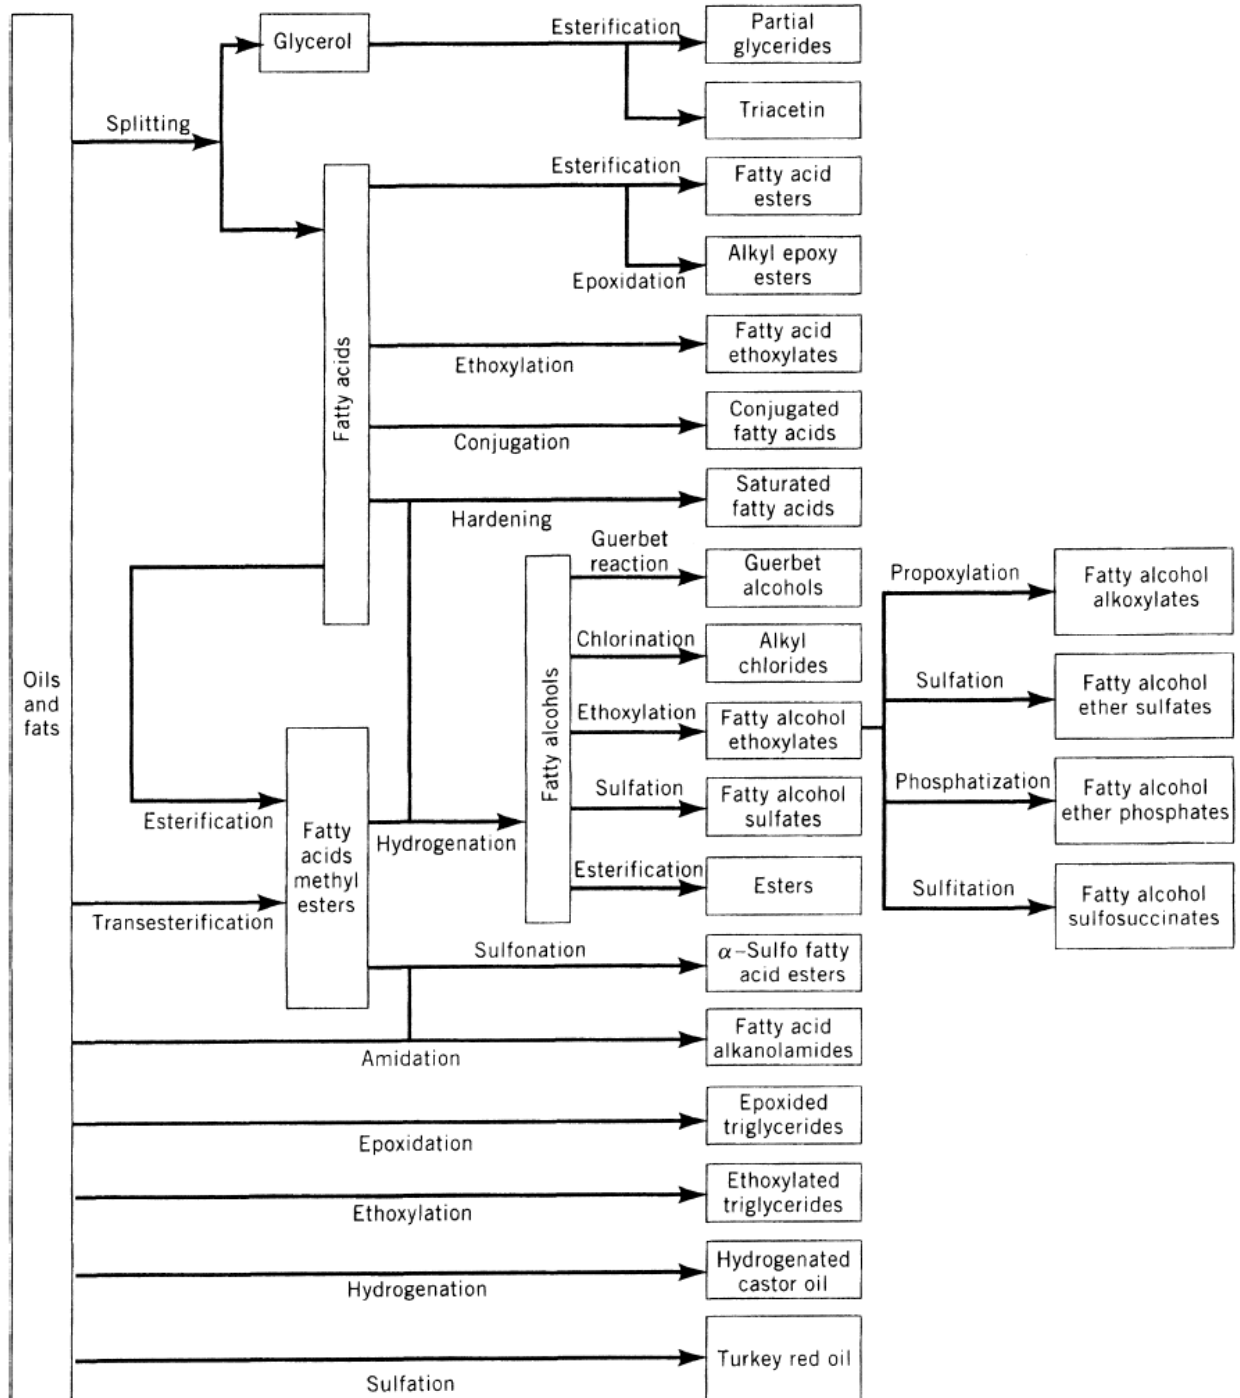 Oils
and
fats
Splitting
Glycerol
Esterification
Partial
glycerides
Triacetin
Fatty acids
Esterification
Fatty acid
esters
Epoxidation
Alkyl epoxy
esters
Ethoxylation
Fatty acid
ethoxylates
Conjugation
Conjugated
fatty acids
Hardening
Saturated
fatty acids
Esterification
Transesterification
Fatty
acids
methyl
esters
Hydrogenation
Fatty alcohols
Guerbet
reaction
Guerbet
alcohols
Chlorination
Alkyl
chlorides
Ethoxylation
Fatty alcohol
ethoxylates
Sulfation
Fatty alcohol
sulfates
Esterification
Esters
Propoxylation
Fatty alcohol
alkoxylates
Sulfation
Fatty alcohol
ether sulfates
Phosphatization
Fatty alcohol
ether phosphates
Sulfitation
Fatty alcohol
sulfosuccinates
Sulfonation
α-Sulfo fatty
acid esters
Amidation
Fatty acid
alkanolamides
Epoxidation
Epoxided
triglycerides
Ethoxylation
Ethoxylated
triglycerides
Hydrogenation
Hydrogenated
castor oil
Sulfation
Turkey red oil